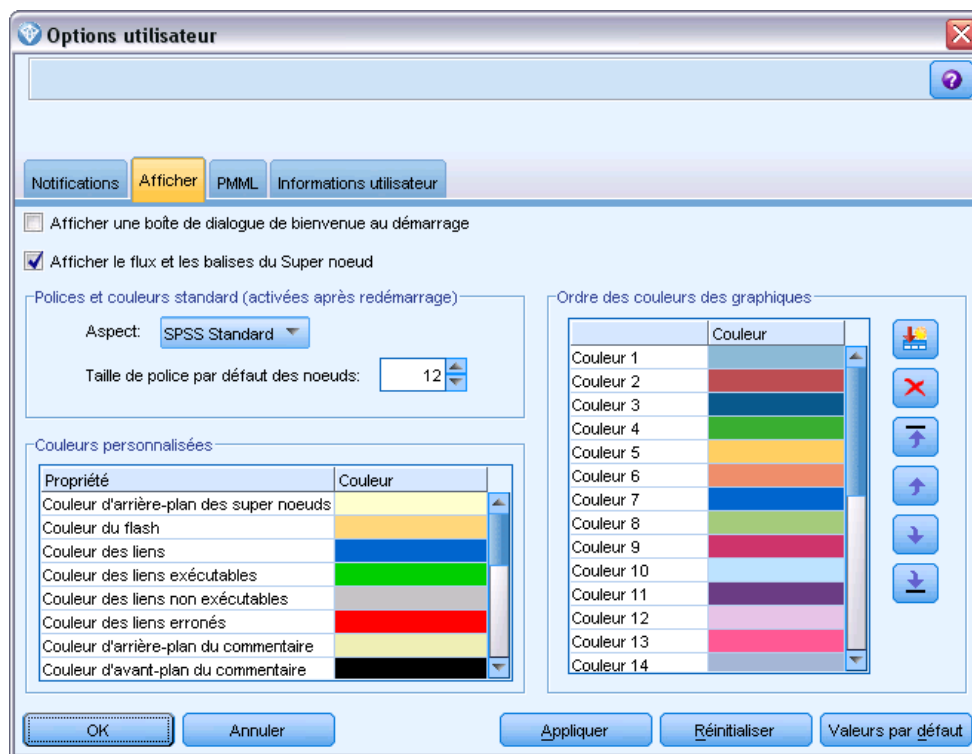 Options utilisateur
Notifications Afficher PMML Informations utilisateur
Afficher une boîte de dialogue de bienvenue au démarrage
Afficher le flux et les balises du Super noeud
Polices et couleurs standard (activées après redémarrage)
Aspect: SPSS Standard
Taille de police par défaut des noeuds: 12
Couleurs personnalisées
Propriété Couleur
Couleur d'arrière-plan des super noeuds
Couleur du flash
Couleur des liens
Couleur des liens exécutables
Couleur des liens non exécutables
Couleur des liens erronés
Couleur d'arrière-plan du commentaire
Couleur d'avant-plan du commentaire
Ordre des couleurs des graphiques
Couleur
Couleur 1
Couleur 2
Couleur 3
Couleur 4
Couleur 5
Couleur 6
Couleur 7
Couleur 8
Couleur 9
Couleur 10
Couleur 11
Couleur 12
Couleur 13
Couleur 14
OK Annuler Appliquer Réinitialiser Valeurs par défaut